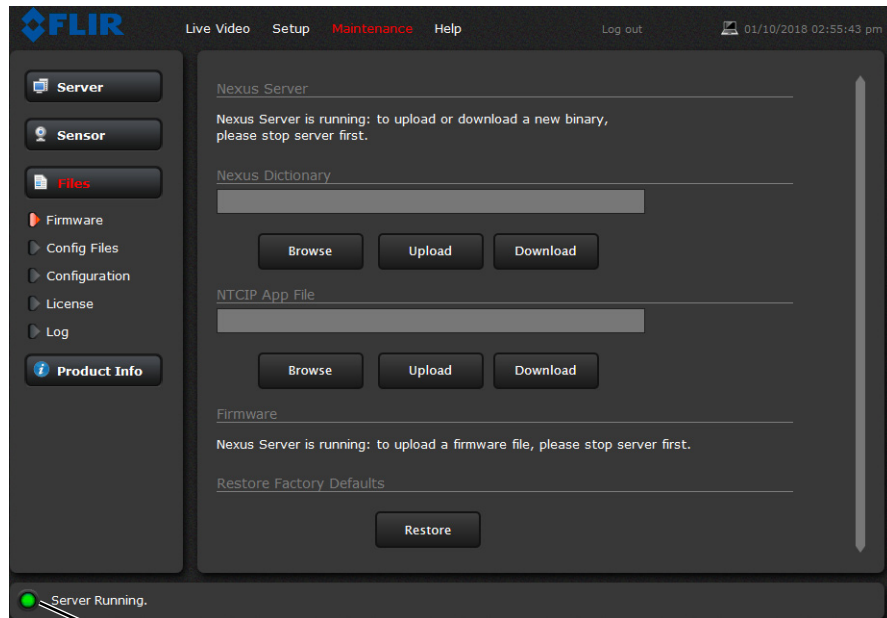 FLIR
Live Video Setup Maintenance Help Log out 01/10/2018 02:55:43 pm
Server
Sensor
Files
Firmware
Config Files
Configuration
License
Log
Product Info
Nexus Server
Nexus Server is running: to upload or download a new binary,
please stop server first.
Nexus Dictionary
Browse Upload Download
NTCIP App File
Browse Upload Download
Firmware
Nexus Server is running: to upload a firmware file, please stop server first.
Restore Factory Defaults
Restore
Server Running.